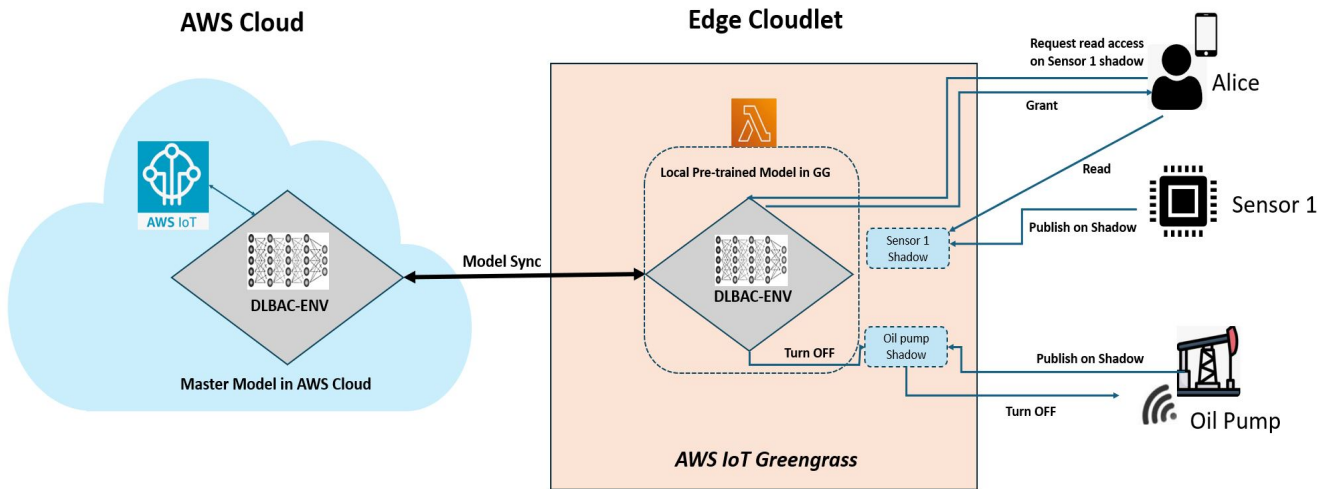 AWS Cloud
Edge Cloudlet
Request read access
on Sensor 1 shadow
Alice
Grant
Local Pre-trained Model in GG
Read
AWS IoT
Sensor 1
Publish on Shadow
Sensor 1
Shadow
Model Sync
DLBAC-ENV
DLBAC-ENV
Turn OFF
Oil pump
Shadow
Publish on Shadow
Master Model in AWS Cloud
Turn OFF
Oil Pump
AWS IoT Greengrass